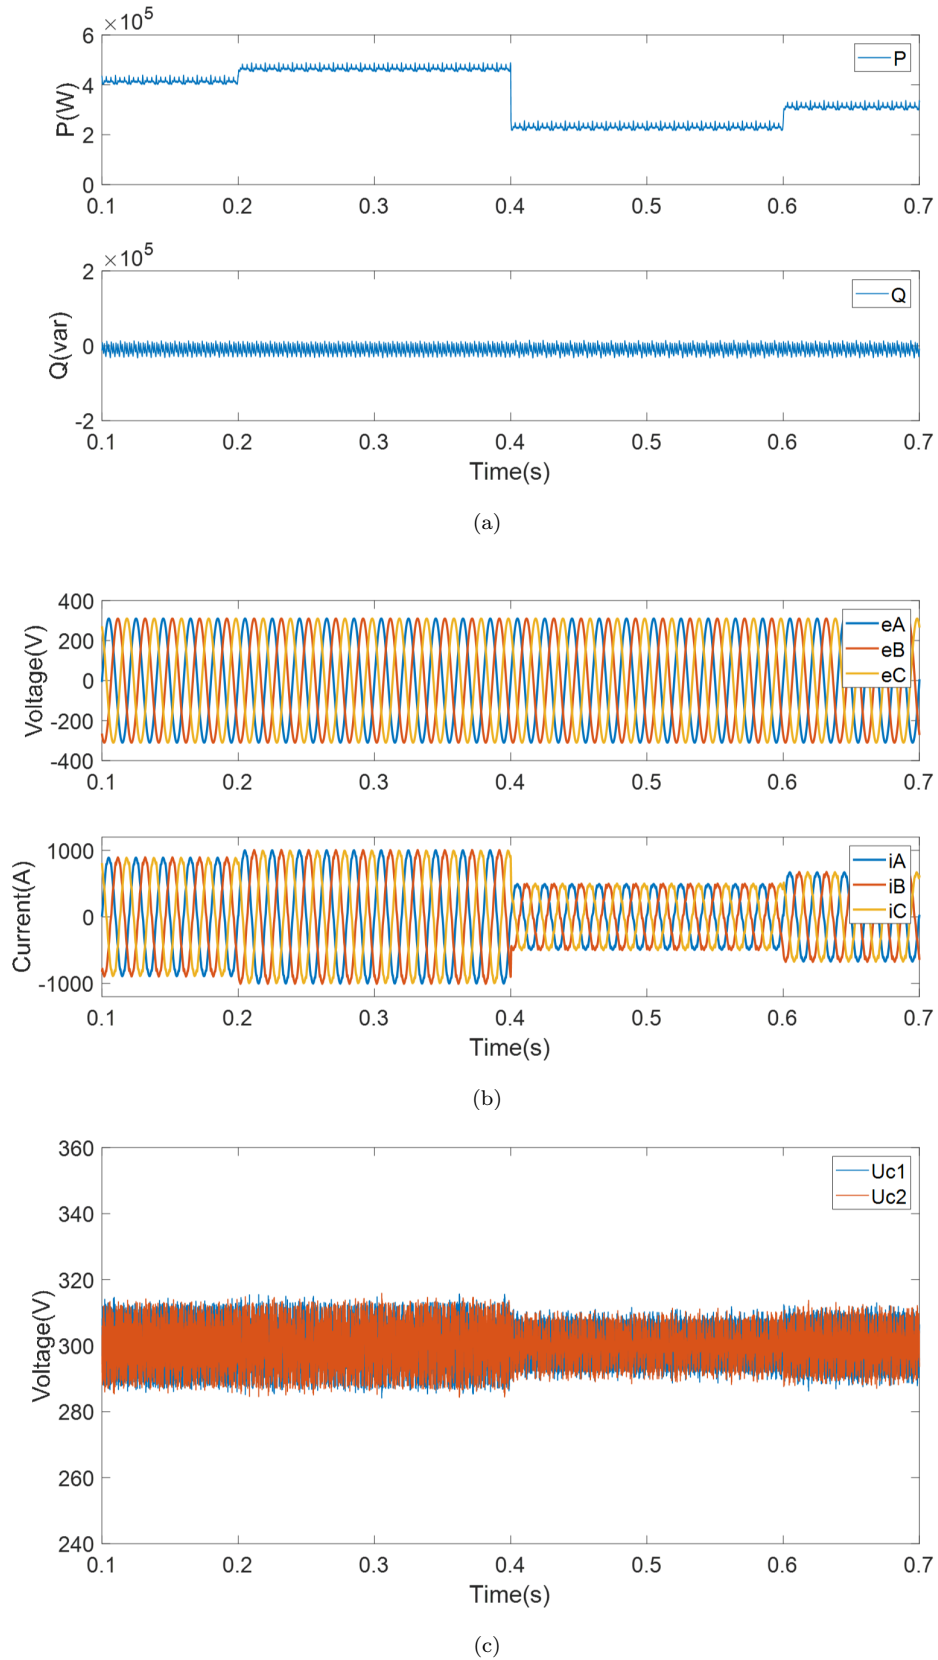 ×10⁵
6
4
2
0
P(W)
P
0.1 0.2 0.3 0.4 0.5 0.6 0.7
×10⁵
2
0
-2
Q(var)
Q
0.1 0.2 0.3 0.4 0.5 0.6 0.7
Time(s)
(a)
400
200
0
-200
-400
Voltage(V)
eA
eB
eC
0.1 0.2 0.3 0.4 0.5 0.6 0.7
1000
0
-1000
Current(A)
iA
iB
iC
0.1 0.2 0.3 0.4 0.5 0.6 0.7
Time(s)
(b)
360
340
320
300
280
260
240
Voltage(V)
Uc1
Uc2
0.1 0.2 0.3 0.4 0.5 0.6 0.7
Time(s)
(c)